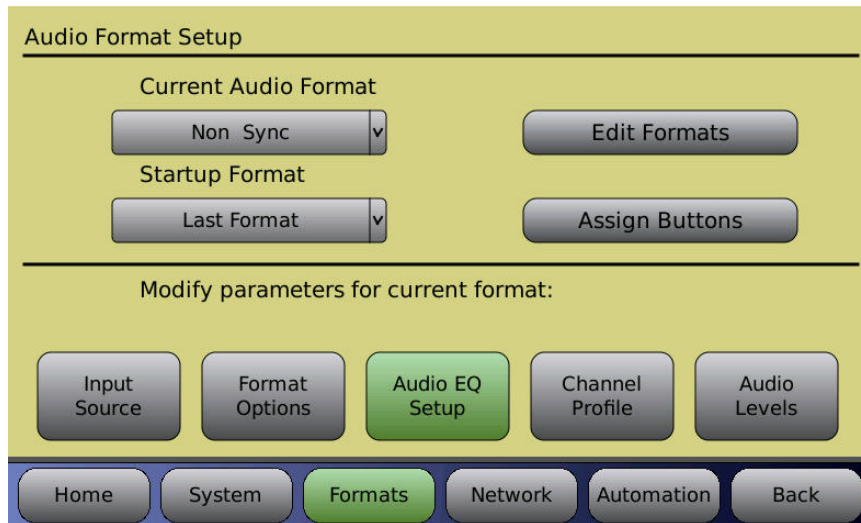 Audio Format Setup
Current Audio Format
Non Sync
Edit Formats
Startup Format
Last Format
Assign Buttons
Modify parameters for current format:
Input
Source
Format
Options
Audio EQ
Setup
Channel
Profile
Audio
Levels
Home
System
Formats
Network
Automation
Back